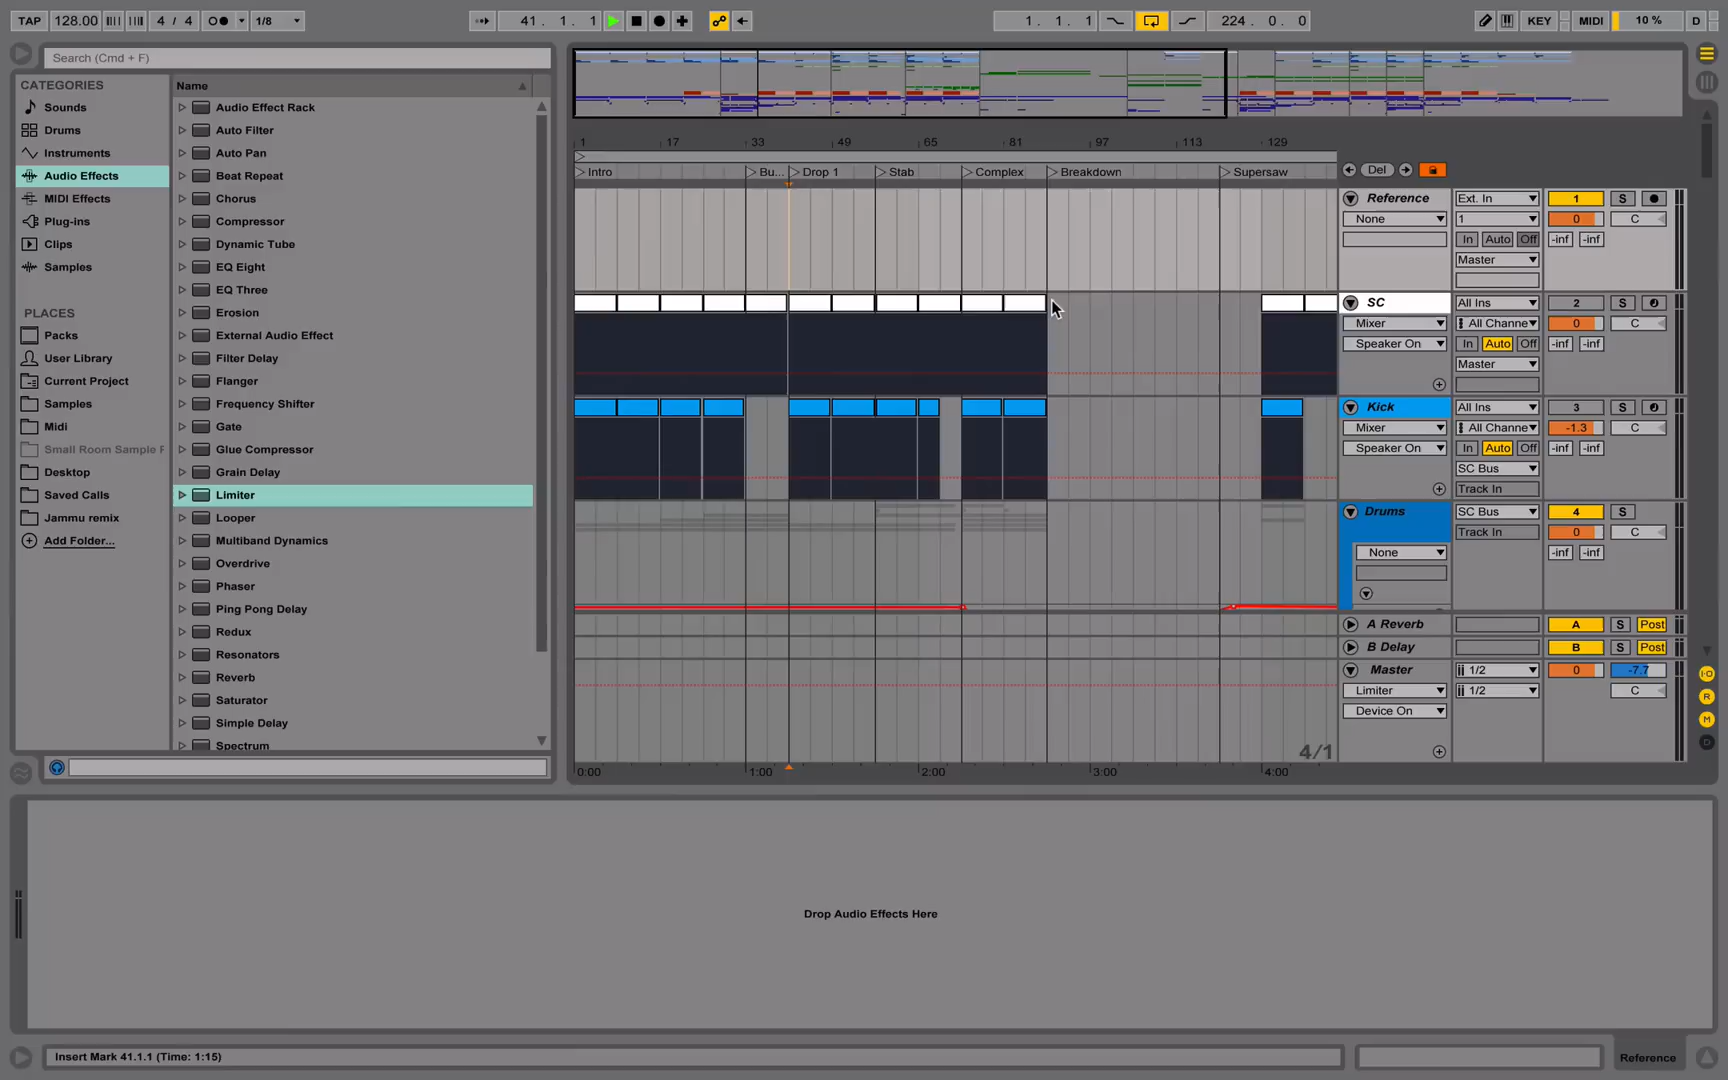 TAP 128.00 4 / 4 1/8 41 . 1 . 1 1 . 1 . 1 224 . 0 . 0 KEY MIDI 10 % D
Search (Cmd + F)
CATEGORIES
Sounds
Drums
Instruments
Audio Effects
MIDI Effects
Plug-ins
Clips
Samples
PLACES
Packs
User Library
Current Project
Samples
Midi
Small Room Sample F
Desktop
Saved Calls
Jammu remix
Add Folder...
Name
Audio Effect Rack
Auto Filter
Auto Pan
Beat Repeat
Chorus
Compressor
Dynamic Tube
EQ Eight
EQ Three
Erosion
External Audio Effect
Filter Delay
Flanger
Frequency Shifter
Gate
Glue Compressor
Grain Delay
Limiter
Looper
Multiband Dynamics
Overdrive
Phaser
Ping Pong Delay
Redux
Resonators
Reverb
Saturator
Simple Delay
Spectrum
1 17 33 49 65 81 97 113 129
Intro Bu... Drop 1 Stab Complex Breakdown Supersaw Del
Reference Ext. In 1 S
None 1 0 C
In Auto Off -inf -inf
Master
SC All Ins 2 S
Mixer All Channe 0 C
Speaker On In Auto Off -inf -inf
Master
Kick All Ins 3 S
Mixer All Channe -1.3 C
Speaker On In Auto Off -inf -inf
SC Bus
Track In
Drums SC Bus 4 S
Track In 0 C
None -inf -inf
A Reverb A S Post
B Delay B S Post
Master 1/2 0 -7.7
Limiter 1/2 C
Device On
I·O
R
M
D
4/1
0:00 1:00 2:00 3:00 4:00
Drop Audio Effects Here
Insert Mark 41.1.1 (Time: 1:15) Reference